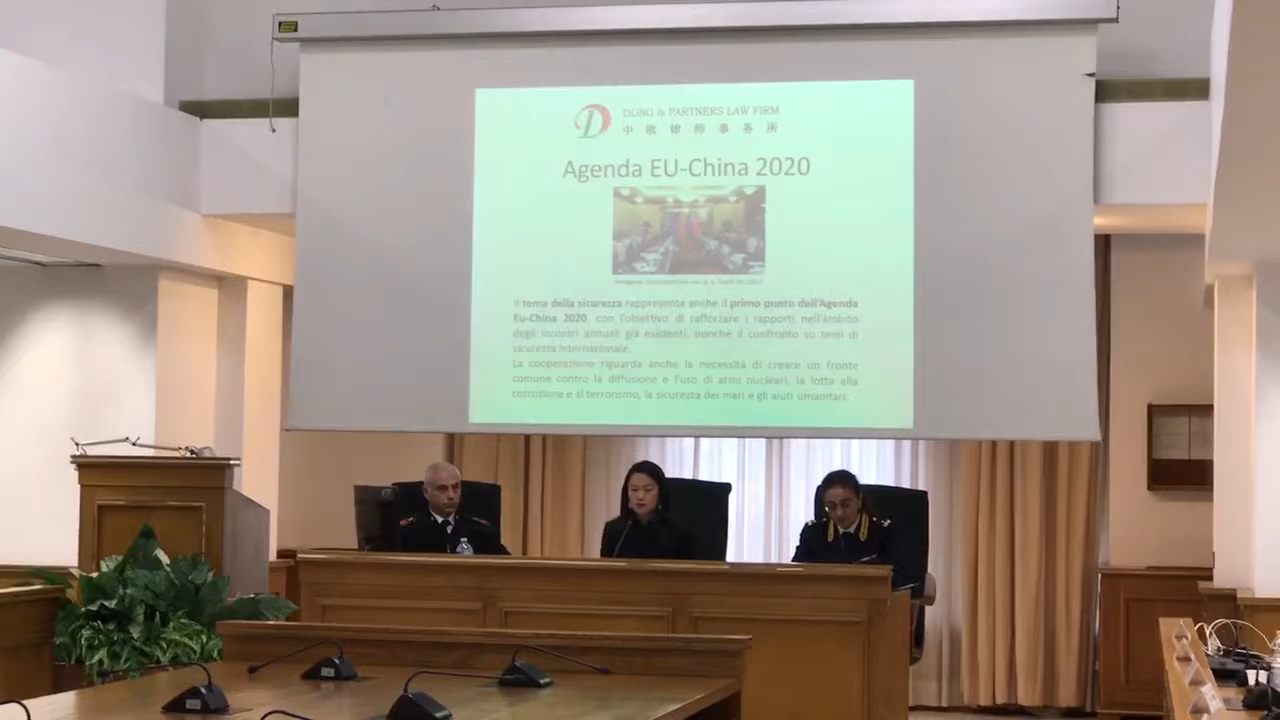 DONG & PARTNERS LAW FIRM
中欧律师事务所
Agenda EU-China 2020
Il tema della sicurezza rappresenta anche il primo punto dell'Agenda
Eu-China 2020, con l'obiettivo di rafforzare i rapporti nell'ambito
degli incontri annuali già esistenti, nonché il confronto su temi di
sicurezza internazionale.
La cooperazione riguarda anche la necessità di creare un fronte
comune contro la diffusione e l'uso di armi nucleari, la lotta alla
corrozione e al terrorismo, la sicurezza dei mari e gli aiuti umanitari.